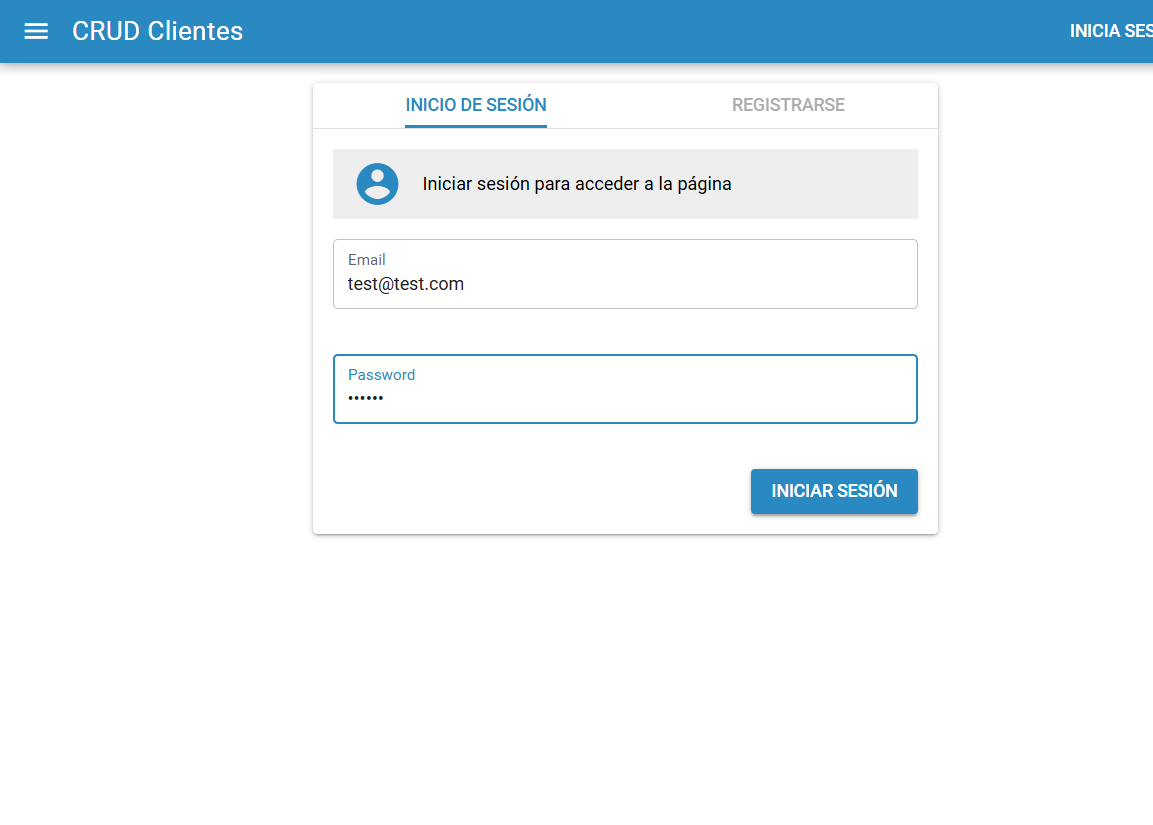 CRUD Clientes
INICIA SES
INICIO DE SESIÓN
REGISTRARSE
Iniciar sesión para acceder a la página
Email
test@test.com
Password
••••••
INICIAR SESIÓN